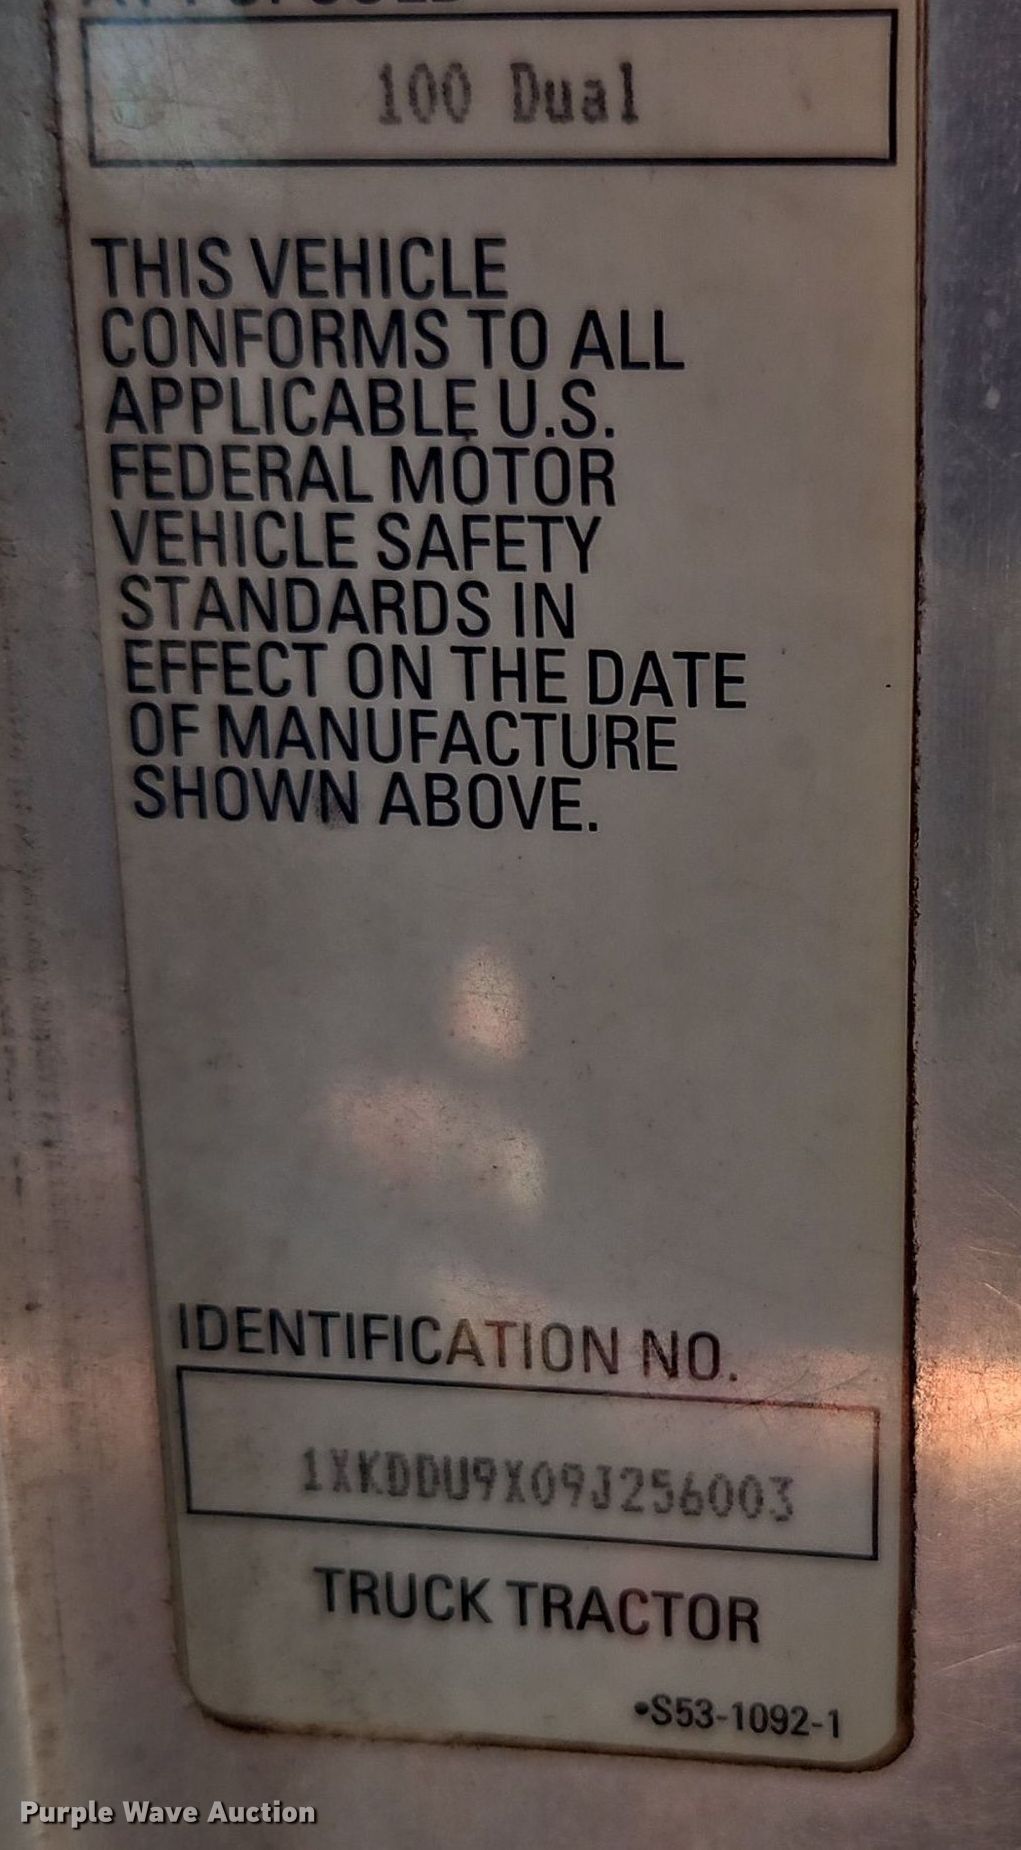 100 Dual
THIS VEHICLE
CONFORMS TO ALL
APPLICABLE U.S.
FEDERAL MOTOR
VEHICLE SAFETY
STANDARDS IN
EFFECT ON THE DATE
OF MANUFACTURE
SHOWN ABOVE.
IDENTIFICATION NO.
1XKDDU9X09J256003
TRUCK TRACTOR
•S53-1092-1
Purple Wave Auction